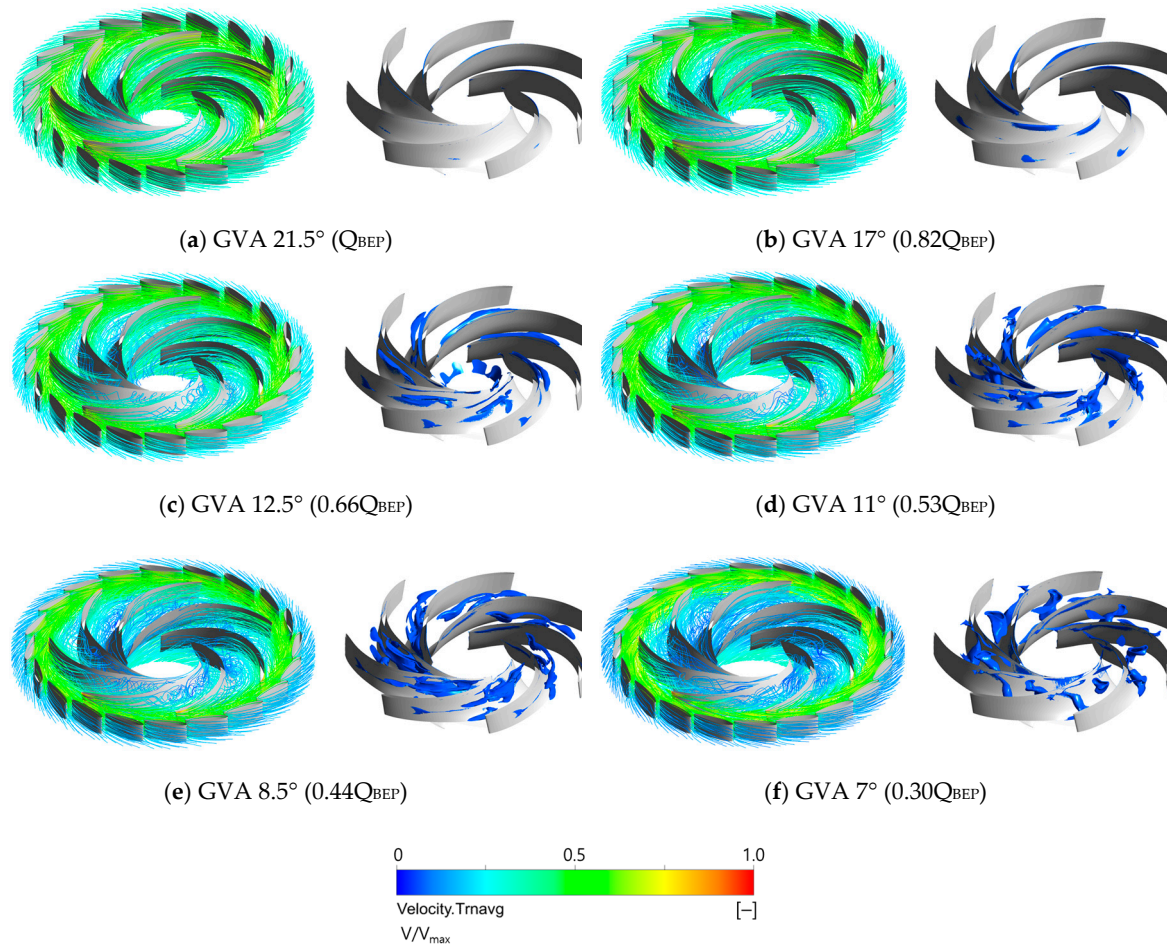 (a) GVA 21.5° (QBEP)
(b) GVA 17° (0.82QBEP)
(c) GVA 12.5° (0.66QBEP)
(d) GVA 11° (0.53QBEP)
(e) GVA 8.5° (0.44QBEP)
(f) GVA 7° (0.30QBEP)
0 0.5 1.0
Velocity.Trnavg [−]
V/Vmax